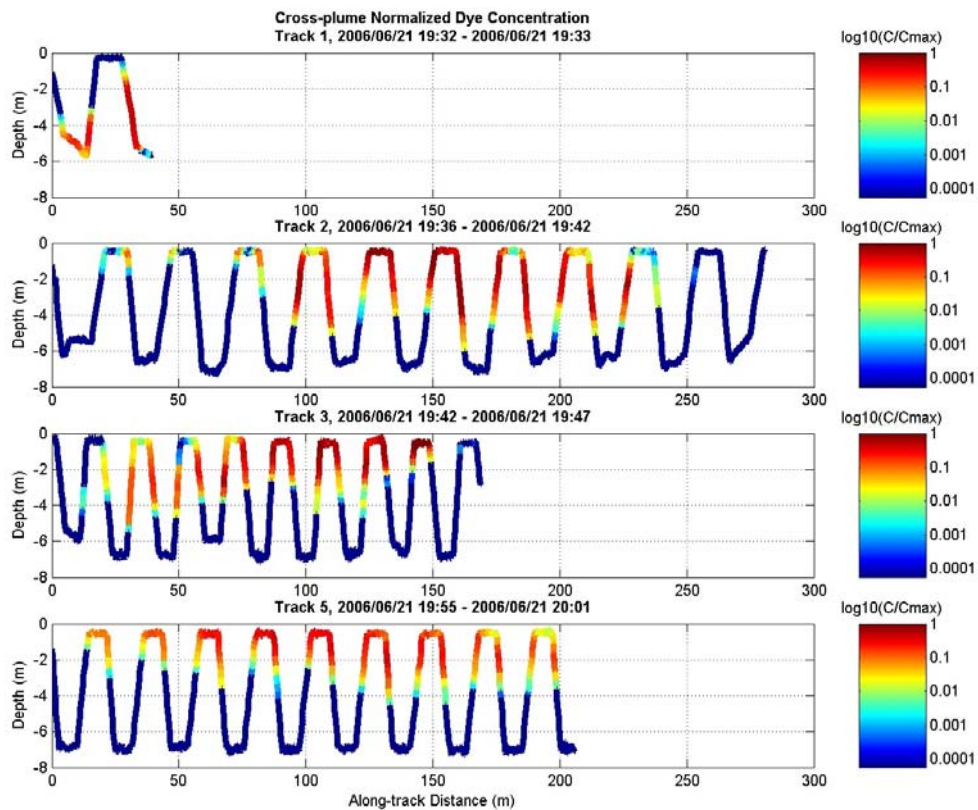 Cross-plume Normalized Dye Concentration
Track 1, 2006/06/21 19:32 - 2006/06/21 19:33
log10(C/Cmax)
0
-2
-4
-6
-8
Depth (m)
0 50 100 150 200 250 300
1
0.1
0.01
0.001
0.0001
Track 2, 2006/06/21 19:36 - 2006/06/21 19:42
log10(C/Cmax)
0
-2
-4
-6
-8
Depth (m)
0 50 100 150 200 250 300
1
0.1
0.01
0.001
0.0001
Track 3, 2006/06/21 19:42 - 2006/06/21 19:47
log10(C/Cmax)
0
-2
-4
-6
-8
Depth (m)
0 50 100 150 200 250 300
1
0.1
0.01
0.001
0.0001
Track 5, 2006/06/21 19:55 - 2006/06/21 20:01
log10(C/Cmax)
0
-2
-4
-6
-8
Depth (m)
0 50 100 150 200 250 300
Along-track Distance (m)
1
0.1
0.01
0.001
0.0001